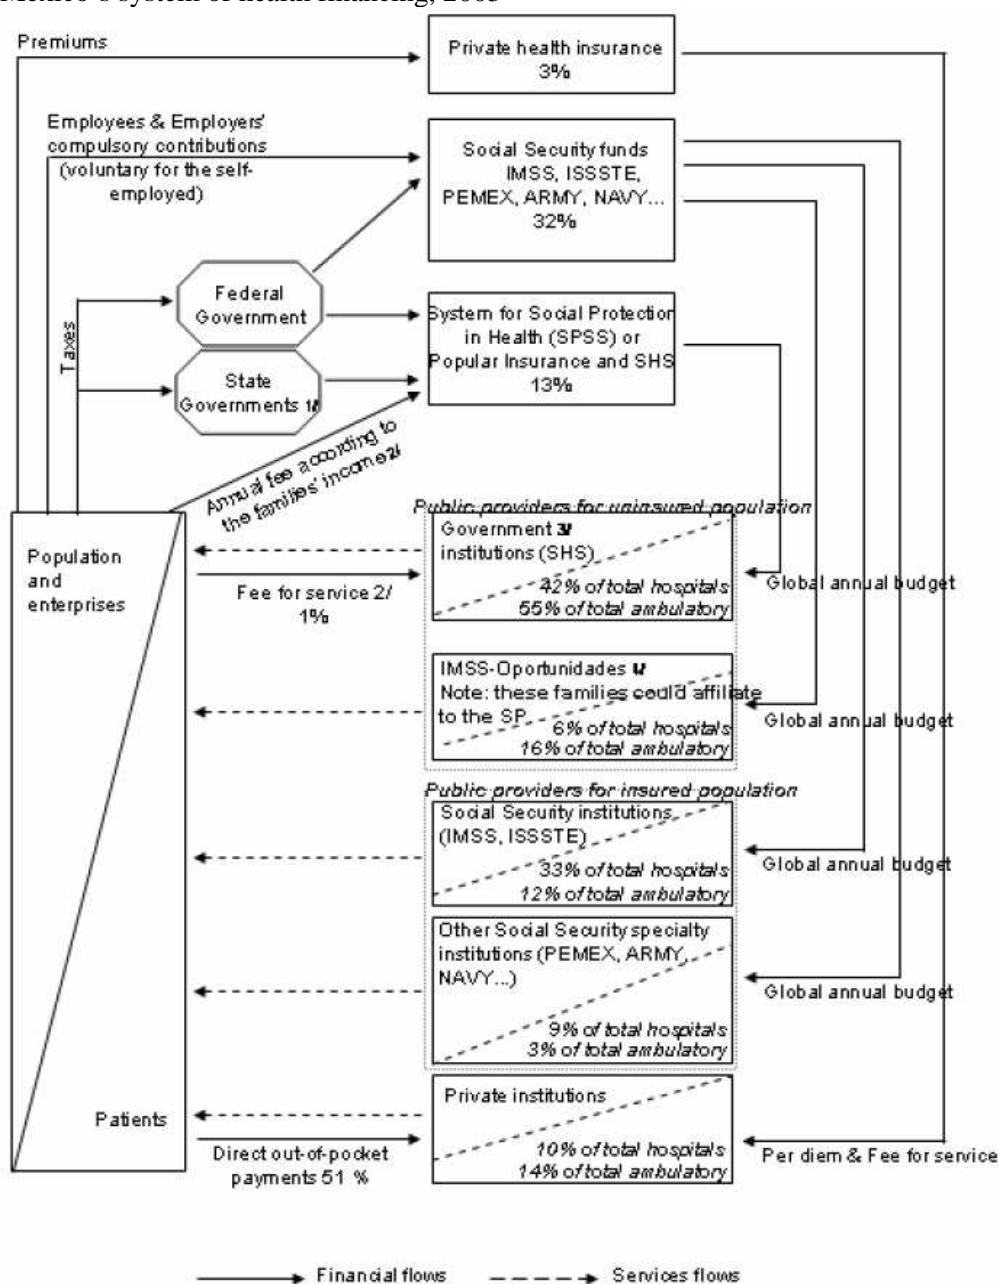 Mexico's system of health financing, 2005
Premiums
Private health insurance
3%
Employees & Employers'
compulsory contributions
(voluntary for the self-
employed)
Social Security funds
IMSS, ISSSTE,
PEMEX, ARMY, NAVY...
32%
Federal
Government
Taxes
State
Governments 1/
System for Social Protection
in Health (SPSS) or
Popular Insurance and SHS
13%
Annual fee according to
the families' income 2/
Population
and
enterprises
Patients
Public providers for uninsured population
Government 3/
institutions (SHS)
42% of total hospitals
55% of total ambulatory
Fee for service 2/
1%
Global annual budget
IMSS-Oportunidades
Note: these families could affiliate
to the SP
6% of total hospitals
16% of total ambulatory
Global annual budget
Public providers for insured population
Social Security institutions
(IMSS, ISSSTE)
33% of total hospitals
12% of total ambulatory
Global annual budget
Other Social Security specialty
institutions (PEMEX, ARMY,
NAVY...)
9% of total hospitals
3% of total ambulatory
Global annual budget
Private institutions
10% of total hospitals
14% of total ambulatory
Direct out-of-pocket
payments 51 %
Per diem & Fee for service
Financial flows
Services flows